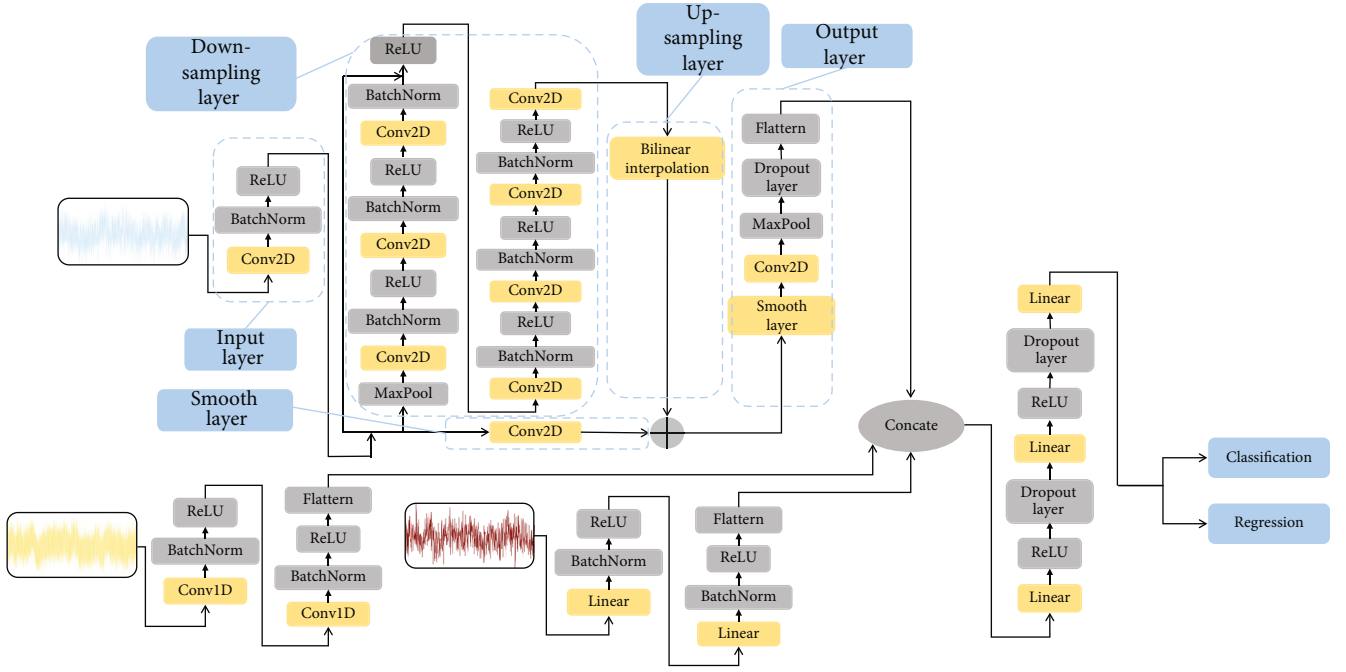 Down-
sampling
layer
Up-
sampling
layer
Output
layer
Input
layer
Smooth
layer
ReLU
BatchNorm
Conv2D
ReLU
BatchNorm
Conv2D
ReLU
BatchNorm
Conv2D
ReLU
BatchNorm
Conv2D
MaxPool
Conv2D
ReLU
BatchNorm
Conv2D
ReLU
BatchNorm
Conv2D
ReLU
BatchNorm
Conv2D
Conv2D
Bilinear
interpolation
Flattern
Dropout
layer
MaxPool
Conv2D
Smooth
layer
Concate
ReLU
BatchNorm
Conv1D
Flattern
ReLU
BatchNorm
Conv1D
ReLU
BatchNorm
Linear
Flattern
ReLU
BatchNorm
Linear
Linear
Dropout
layer
ReLU
Linear
Dropout
layer
ReLU
Linear
Classification
Regression